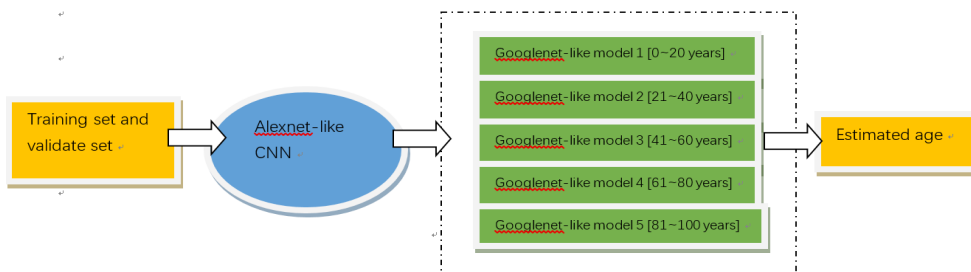 Training set and
validate set
Alexnet-like
CNN
Googlenet-like model 1 [0~20 years]
Googlenet-like model 2 [21~40 years]
Googlenet-like model 3 [41~60 years]
Googlenet-like model 4 [61~80 years]
Googlenet-like model 5 [81~100 years]
Estimated age